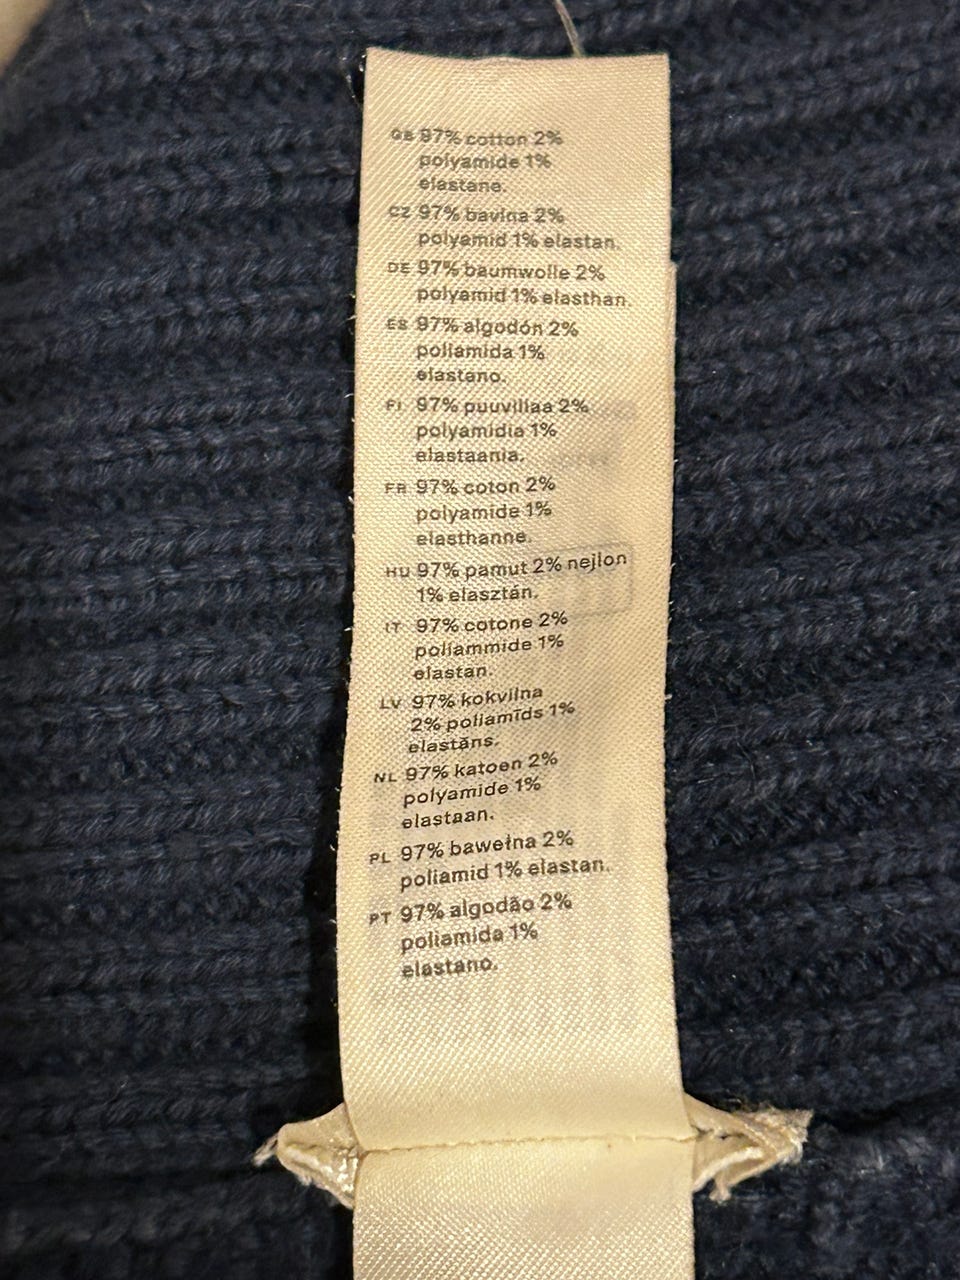 GB 97% cotton 2%
polyamide 1%
elastane.
CZ 97% bavlna 2%
polyamid 1% elastan.
DE 97% baumwolle 2%
polyamid 1% elasthan.
ES 97% algodón 2%
poliamida 1%
elastano.
FI 97% puuvillaa 2%
polyamidia 1%
elastaania.
FR 97% coton 2%
polyamide 1%
elasthanne.
HU 97% pamut 2% nejlon
1% elasztán.
IT 97% cotone 2%
poliammide 1%
elastan.
LV 97% kokvilna
2% poliamīds 1%
elastāns.
NL 97% katoen 2%
polyamide 1%
elastaan.
PL 97% bawełna 2%
poliamid 1% elastan.
PT 97% algodão 2%
poliamida 1%
elastano.